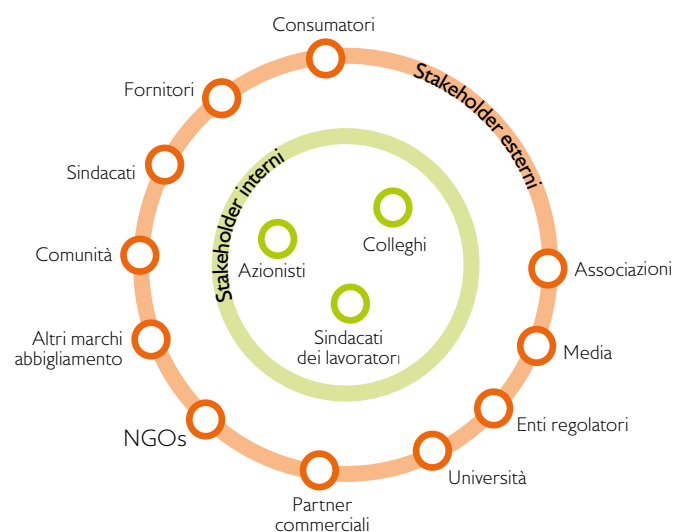 Consumatori
Stakeholder esterni
Fornitori
Stakeholder interni
Sindacati
Colleghi
Comunità
Azionisti
Associazioni
Altri marchi
abbigliamento
Sindacati
dei lavoratori
Media
NGOs
Enti regolatori
Università
Partner
commerciali